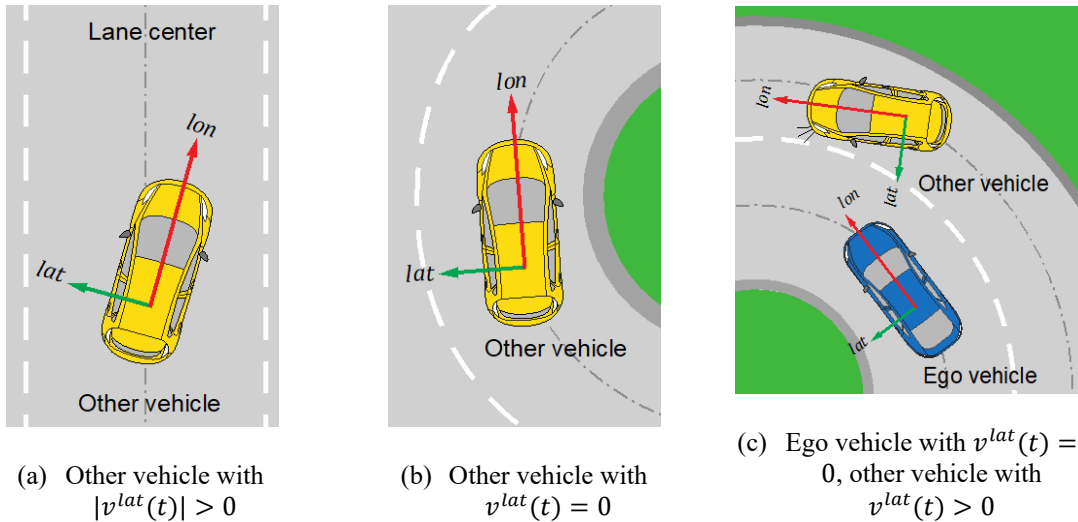 Lane center
lon
lat
Other vehicle
(a) Other vehicle with
|v^{lat}(t)| > 0
lon
lat
Other vehicle
(b) Other vehicle with
v^{lat}(t) = 0
lon
lat
Other vehicle
lon
lat
Ego vehicle
(c) Ego vehicle with v^{lat}(t) =
0, other vehicle with
v^{lat}(t) > 0